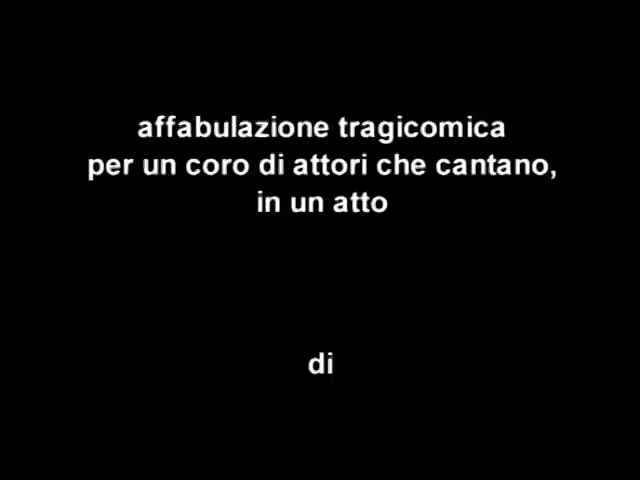 affabulazione tragicomica
per un coro di attori che cantano,
in un atto
di